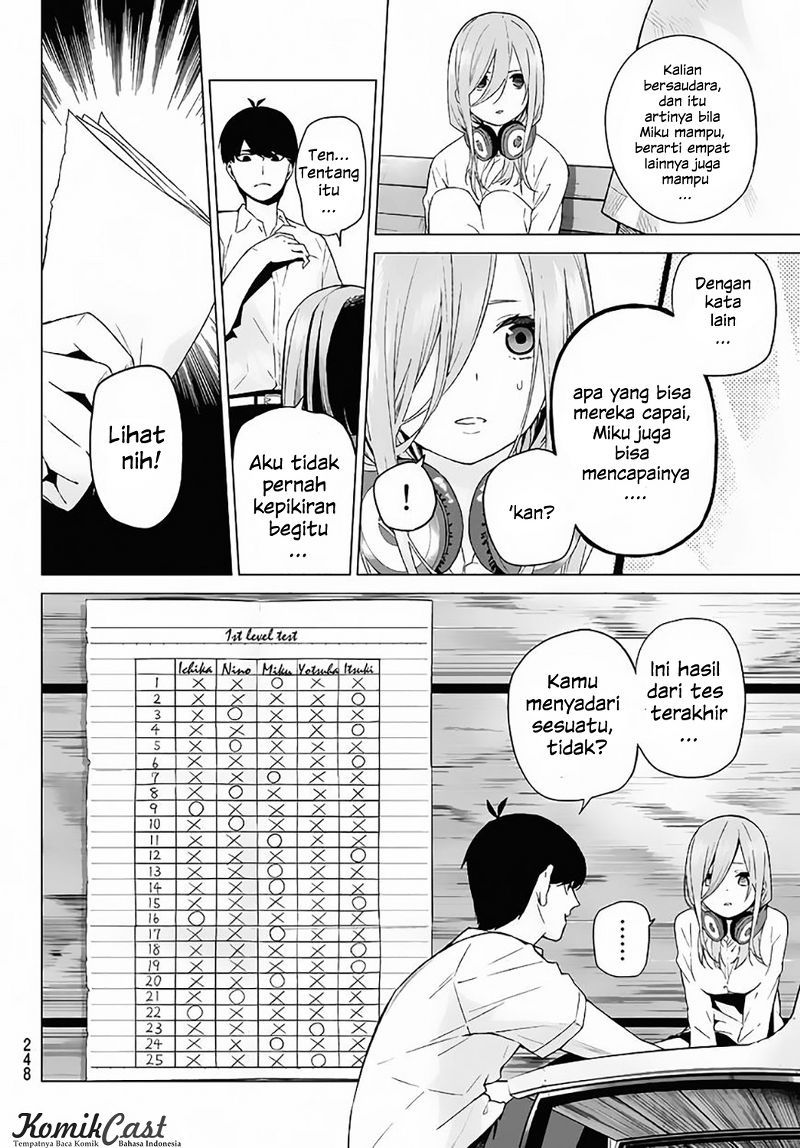 Kalian
bersaudara,
dan itu
artinya bila
Miku mampu,
berarti empat
lainnya juga
mampu
...
Dengan
kata
lain
...
apa yang bisa
mereka capai,
Miku juga
bisa
mencapainya
....
'kan?
!
Ten...
Tentang
itu
...
Aku tidak
pernah
kepikiran
begitu
...
Lihat
nih!
Ini hasil
dari tes
terakhir
...
Kamu
menyadari
sesuatu,
tidak?
......
1st level test
Ichika Nino Miku Yotsuba Itsuki
1 × × ○ × ×
2 × × × × ○
3 × ○ × × ×
4 × × × × ○
5 × ○ × × ×
6 × × × × ○
7 × × ○ × ×
8 × ○ × × ×
9 ○ × × × ×
10 × ○ × × ×
11 × × ○ × ×
12 × × × × ○
13 × × ○ × ×
14 × × ○ × ×
15 × × × × ○
16 ○ × × × ×
17 × × ○ × ×
18 × × × × ○
19 × × × × ○
20 × × ○ × ×
21 × ○ × × ×
22 ○ × × × ×
23 × × × ○ ×
24 × × ○ × ×
25 × × × ○ ×
248
KomikCast
Tempatnya Baca Komik Bahasa Indonesia